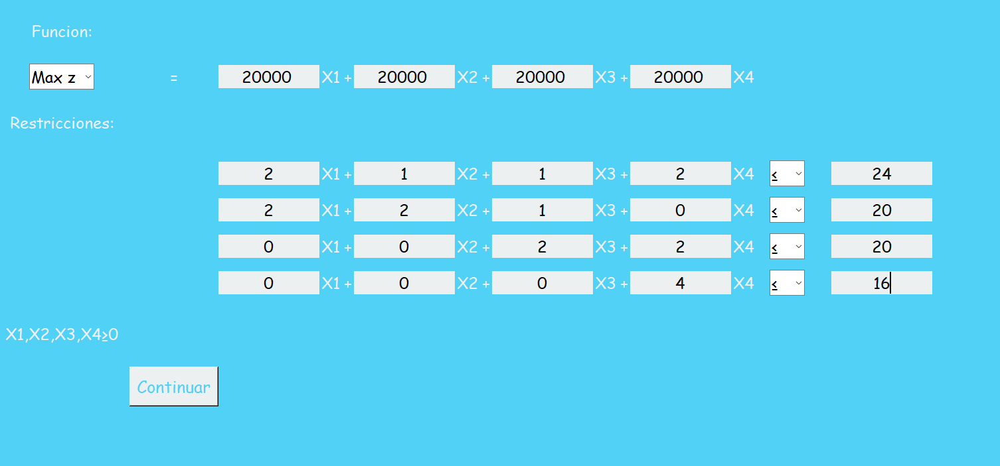 Funcion:
Max z = 20000 X1 + 20000 X2 + 20000 X3 + 20000 X4
Restricciones:
2 X1 + 1 X2 + 1 X3 + 2 X4 ≤ 24
2 X1 + 2 X2 + 1 X3 + 0 X4 ≤ 20
0 X1 + 0 X2 + 2 X3 + 2 X4 ≤ 20
0 X1 + 0 X2 + 0 X3 + 4 X4 ≤ 16
X1,X2,X3,X4≥0
Continuar